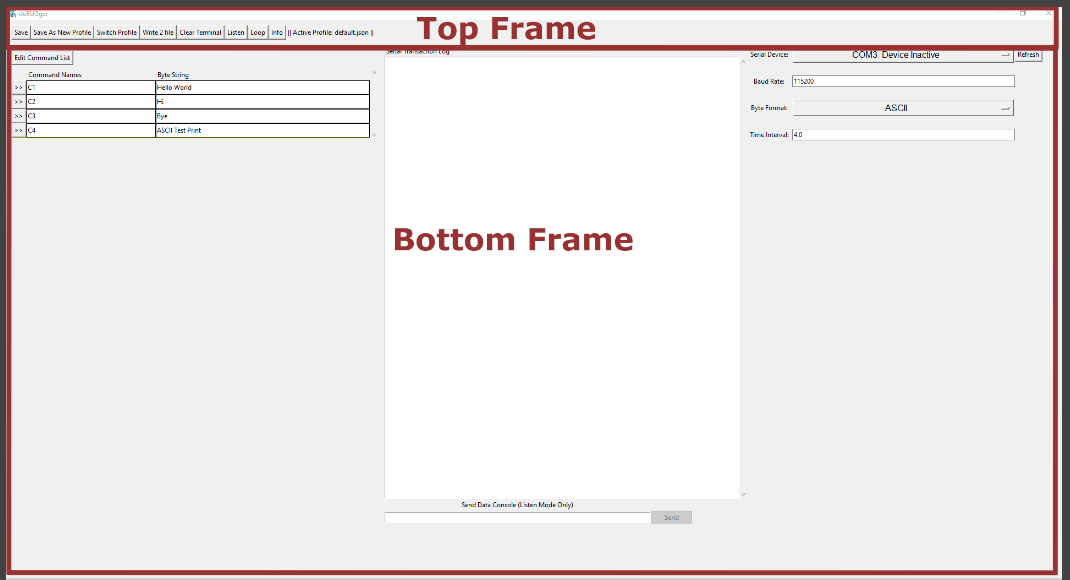 deBUGger
Save Save As New Profile Switch Profile Write 2 file Clear Terminal Listen Loop Info || Active Profile: default.json ||
Top Frame
Edit Command List
Serial Transaction Log
Serial Device: COM3 Device Inactive Refresh
Command Names Byte String
>> C1 Hello World
>> C2 Hi
>> C3 Bye
>> C4 ASCII Test Print
Baud Rate: 115200
Byte Format: ASCII
Time Interval: 4.0
Bottom Frame
Send Data Console (Listen Mode Only)
Send